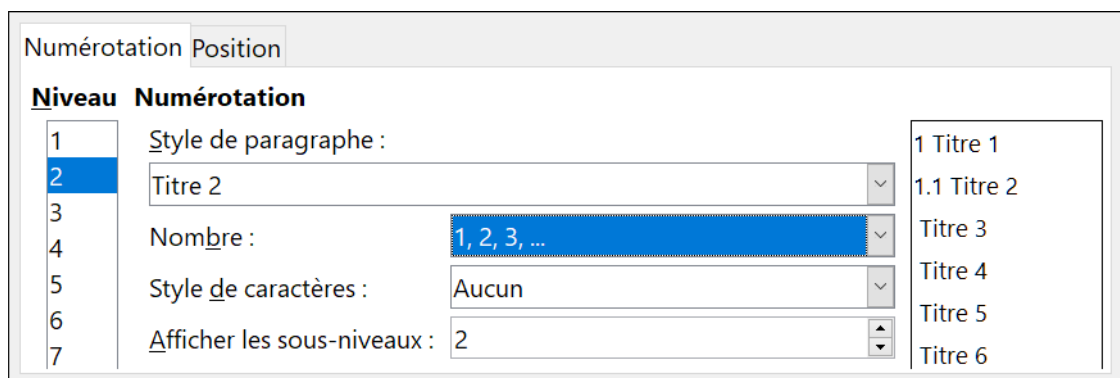 Numérotation Position
Niveau Numérotation
1 Style de paragraphe : 1 Titre 1
2 Titre 2 1.1 Titre 2
3 Titre 3
4 Nombre : 1, 2, 3, ... Titre 4
5 Style de caractères : Aucun Titre 5
6 Afficher les sous-niveaux : 2
7 Titre 6